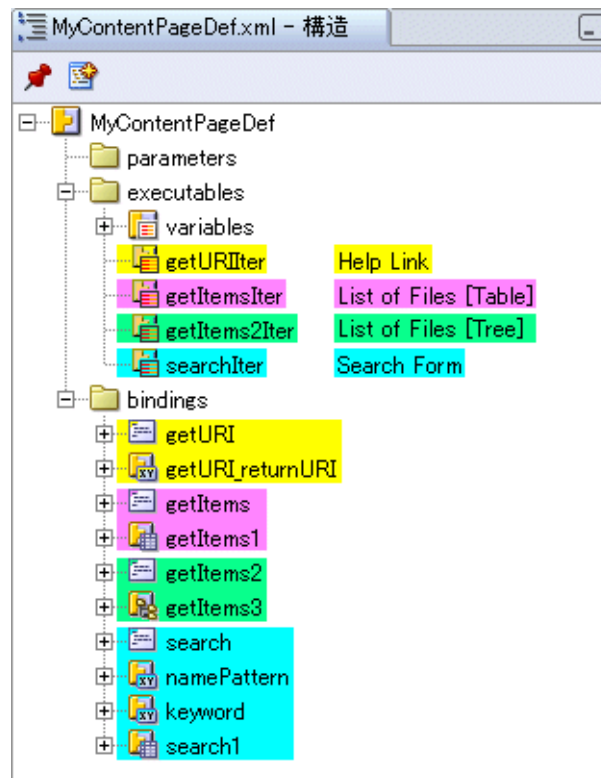 MyContentPageDef.xml - 構造
MyContentPageDef
parameters
executables
variables
getURIIter Help Link
getItemsIter List of Files [Table]
getItems2Iter List of Files [Tree]
searchIter Search Form
bindings
getURI
getURI_returnURI
getItems
getItems1
getItems2
getItems3
search
namePattern
keyword
search1